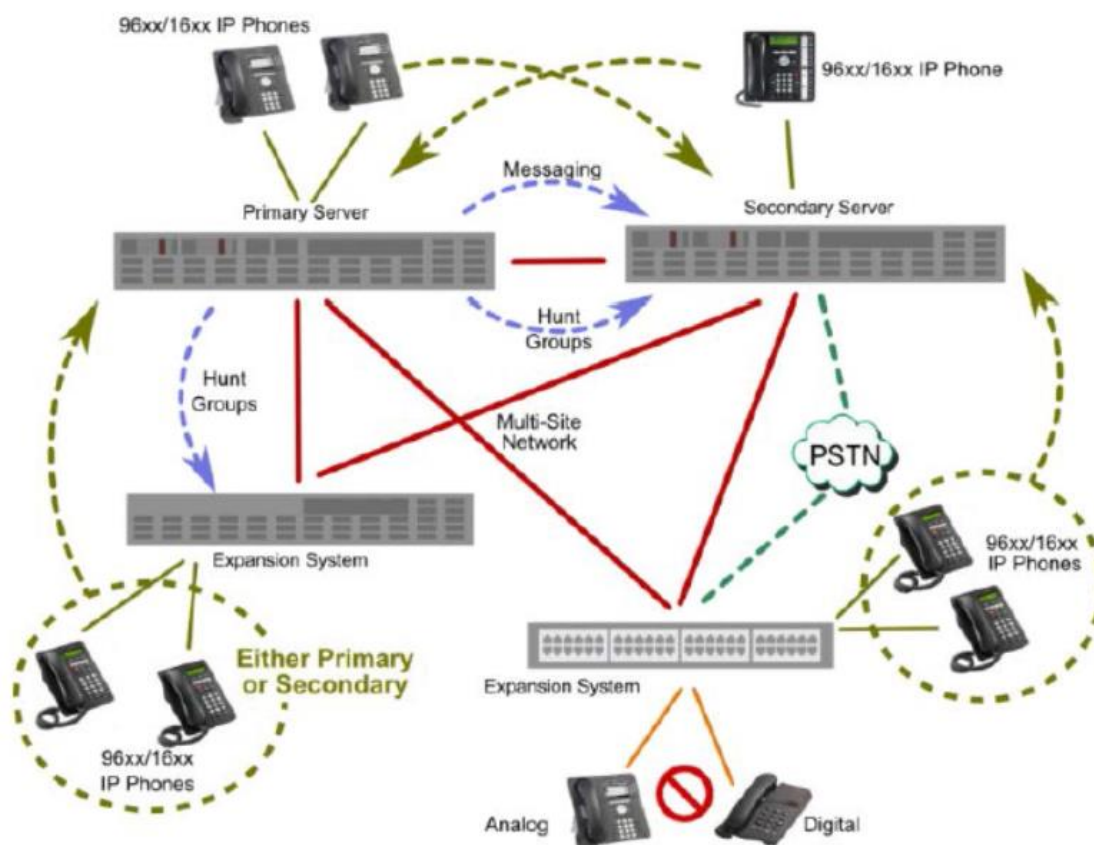 96xx/16xx IP Phones
96xx/16xx IP Phone
Messaging
Primary Server
Secondary Server
Hunt
Groups
Hunt
Groups
Multi-Site
Network
PSTN
Expansion System
96xx/16xx
IP Phones
Either Primary
or Secondary
Expansion System
96xx/16xx
IP Phones
Analog
Digital